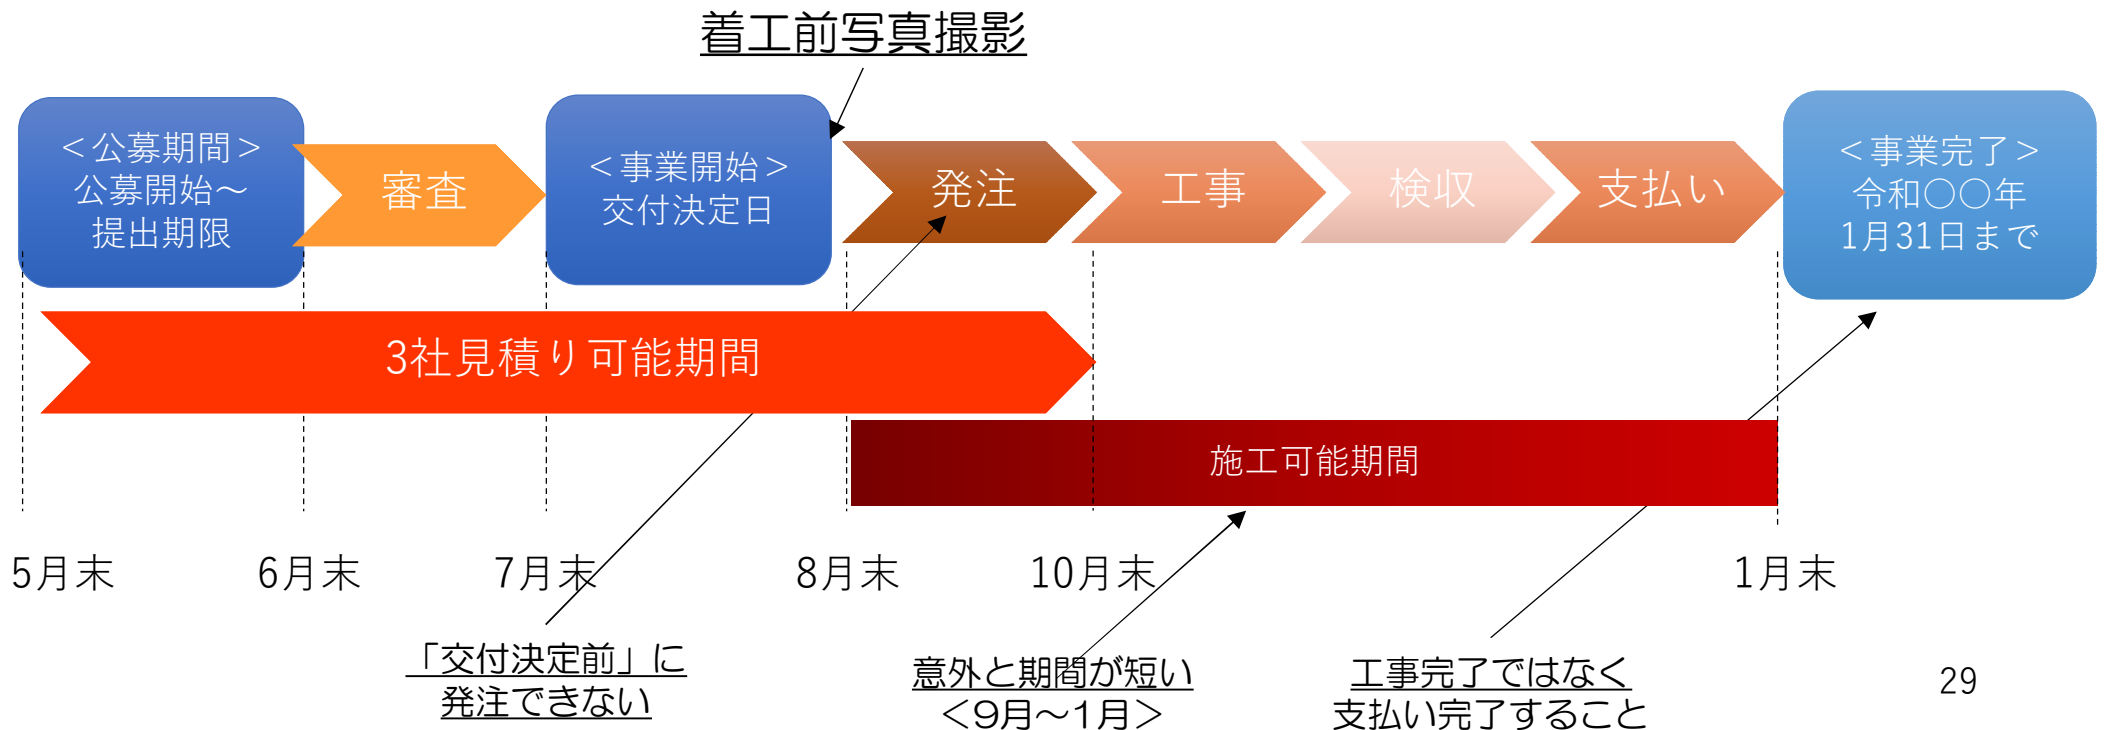 着工前写真撮影
＜公募期間＞
公募開始～
提出期限
審査
＜事業開始＞
交付決定日
発注
工事
検収
支払い
＜事業完了＞
令和○○年
1月31日まで
3社見積り可能期間
施工可能期間
5月末
6月末
7月末
8月末
10月末
1月末
「交付決定前」に
発注できない
意外と期間が短い
＜9月～1月＞
工事完了ではなく
支払い完了すること
29